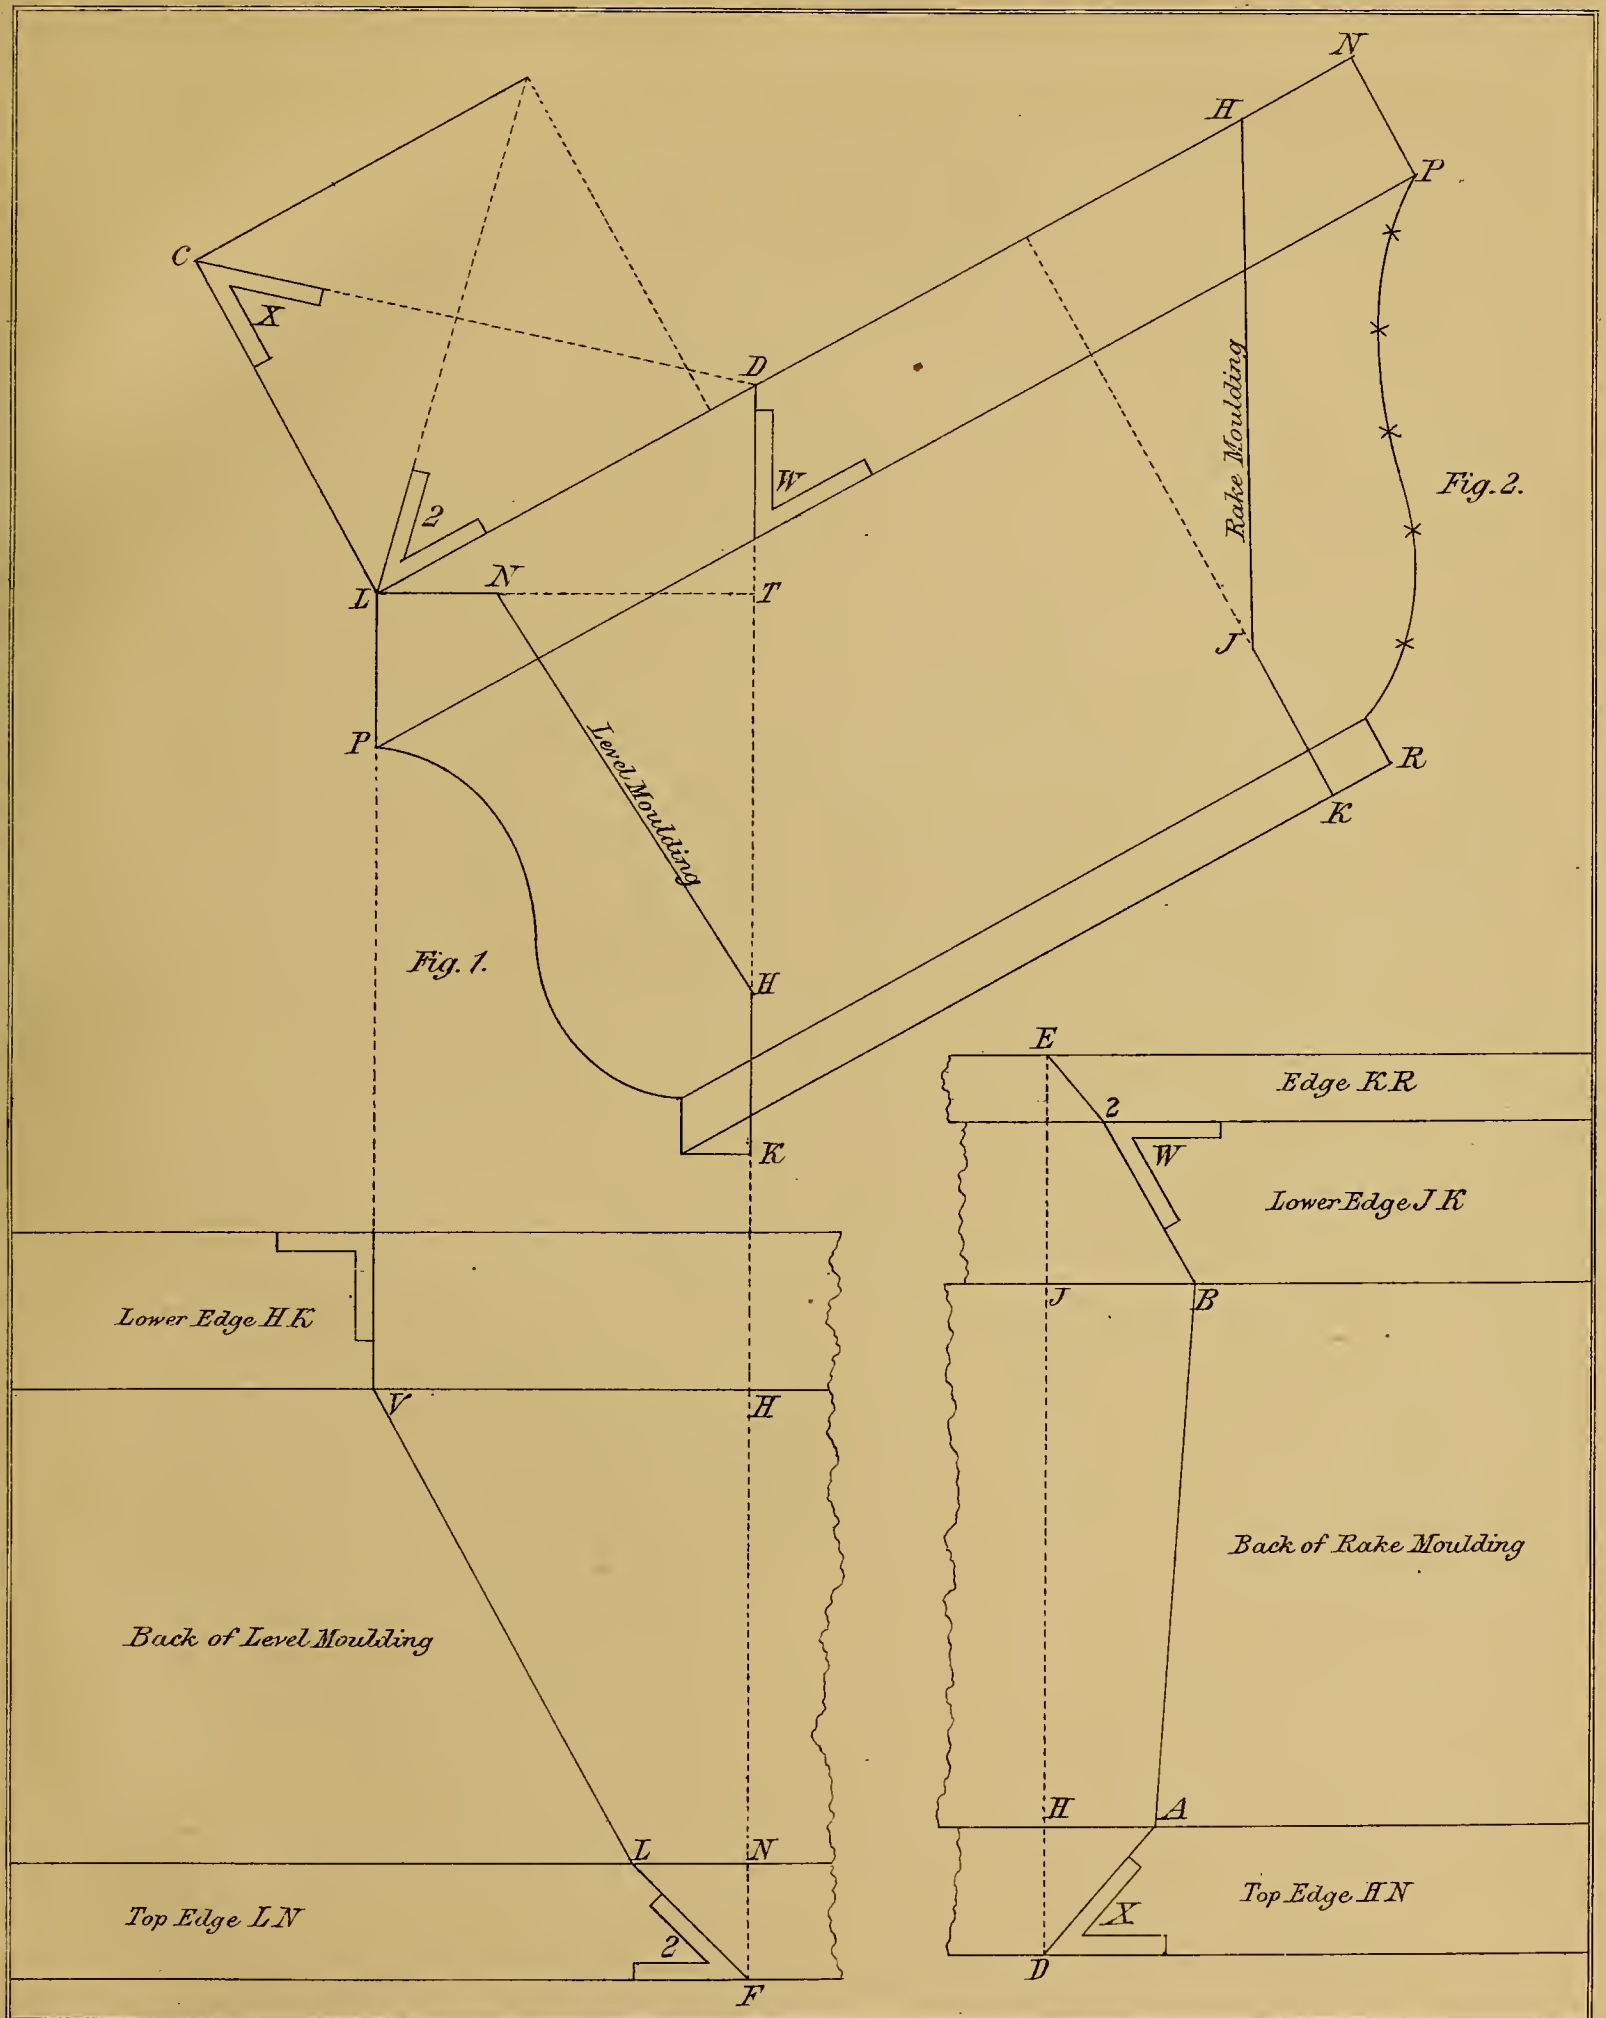 N
H
P
C
X
D
Rake Moulding
W
Fig. 2.
2
L
N
T
J
P
Level Moulding
R
K
Fig. 1.
H
E
Edge K R
2
K
W
Lower Edge J K
Lower Edge H K
J
B
V
H
Back of Rake Moulding
Back of Level Moulding
H
A
L
N
Top Edge H N
Top Edge L N
X
2
D
F